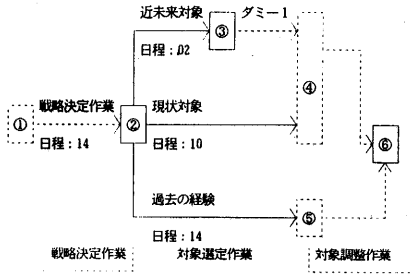 近未来対象 ダミー1
③
日程:02
④
戦略決定作業 現状対象
① ②
日程:14 日程:10
⑥
過去の経験
⑤
日程:14
戦略決定作業 対象選定作業 対象調整作業